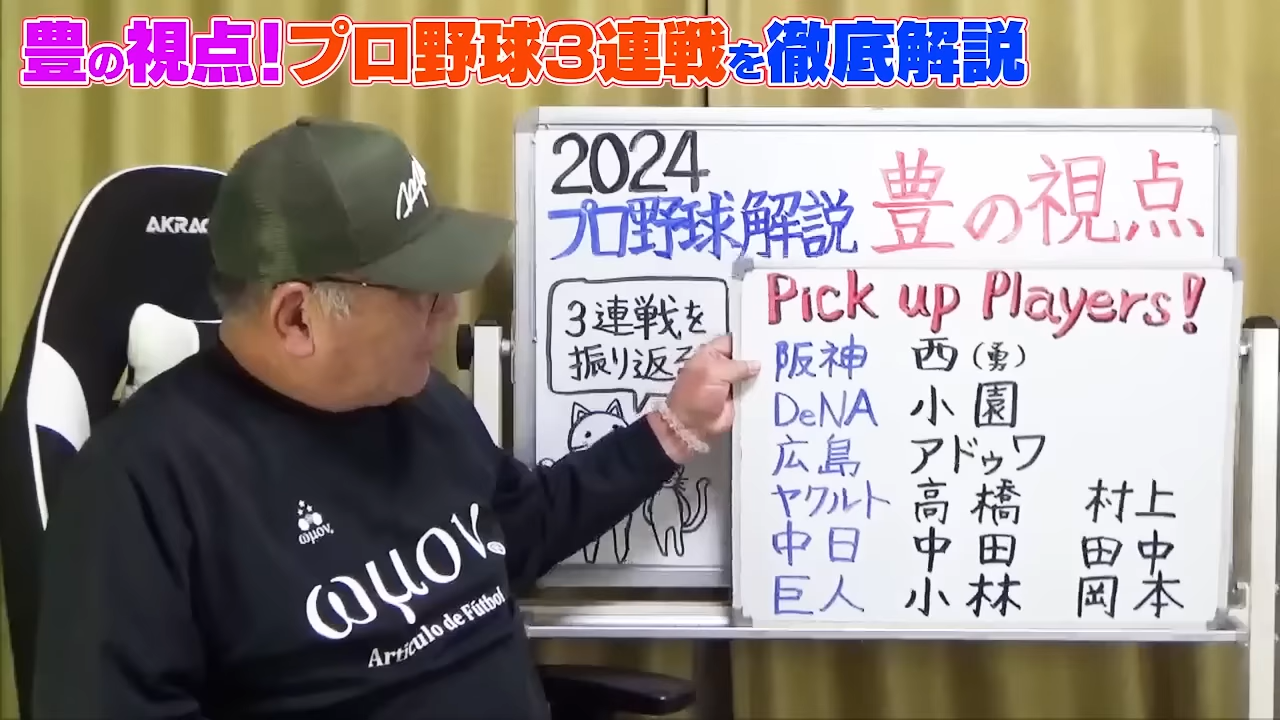 豊の視点!プロ野球3連戦を徹底解説
AKRAC
2024
プロ野球解説
豊の視点
3連戦を
振り返る
Pick up Players!
阪神 西(勇)
DeNA 小園
広島 アドゥワ
ヤクルト 高橋 村上
中日 中田 田中
巨人 小林 岡本
ωμον
ωμον
Artículo de Fútbol